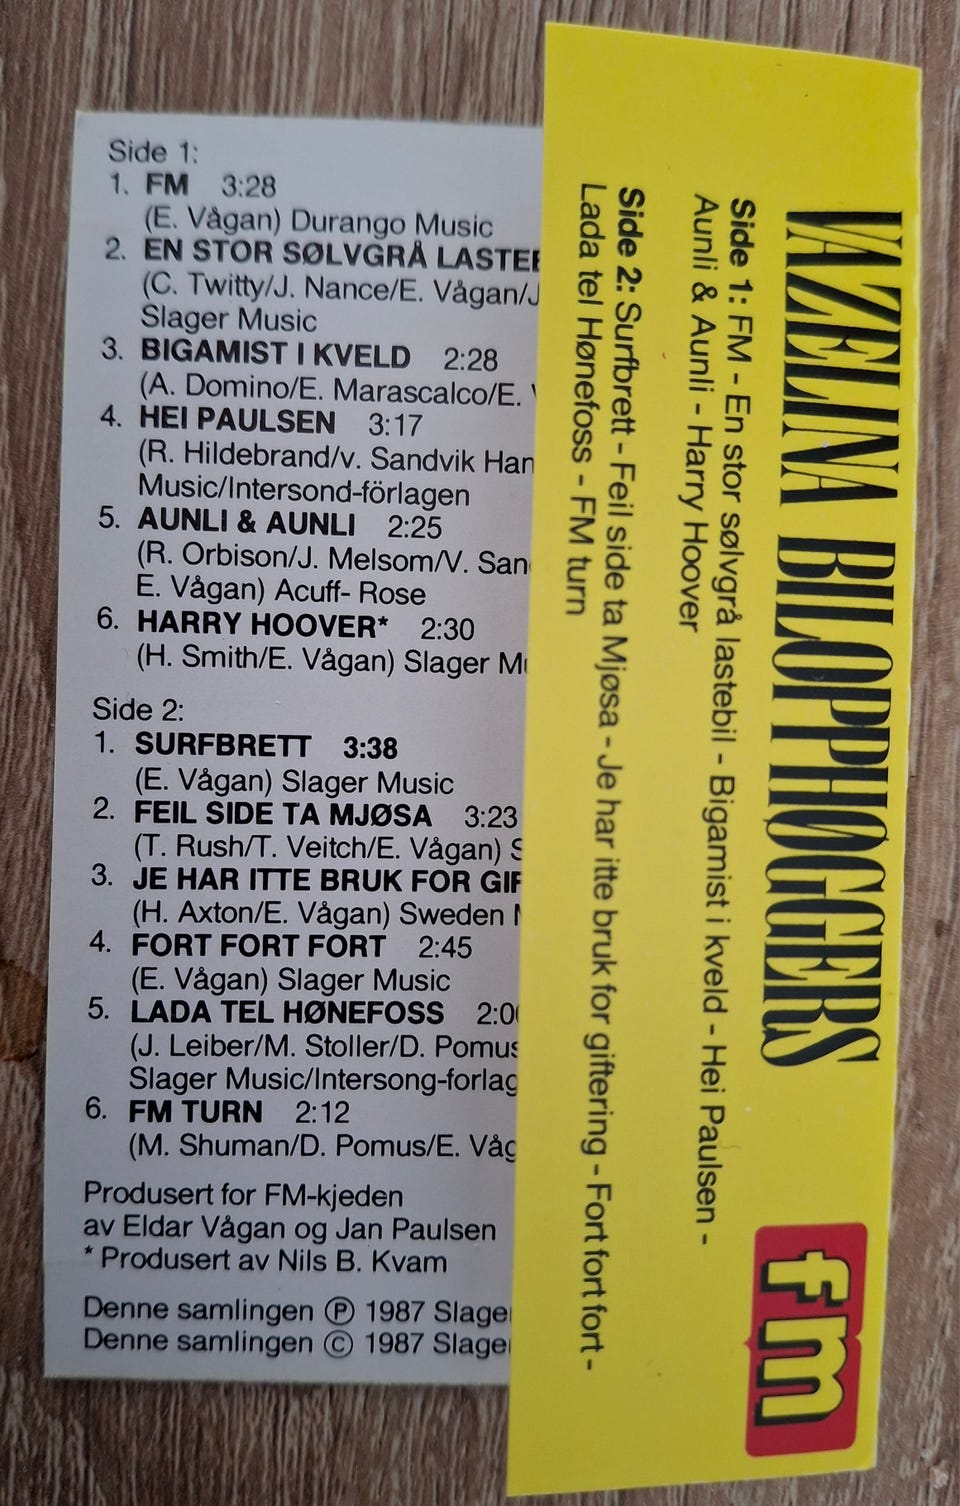 Side 1:
1. FM 3:28
(E. Vågan) Durango Music
2. EN STOR SØLVGRÅ
(C. Twitty/J. Nance/E. Vågan/
Slager Music
3. BIGAMIST I KVELD 2:28
(A. Domino/E. Marascalco/E.
4. HEI PAULSEN 3:17
(R. Hildebrand/v. Sandvik
Music/Intersond-förlagen
5. AUNLI & AUNLI 2:25
(R. Orbison/J. Melsom/V.
E. Vågan) Acuff- Rose
6. HARRY HOOVER* 2:30
(H. Smith/E. Vågan) Slager
Side 2:
1. SURFBRETT 3:38
(E. Vågan) Slager Music
2. FEIL SIDE TA MJØSA 3:23
(T. Rush/T. Veitch/E. Vågan)
3. JE HAR ITTE BRUK FOR
(H. Axton/E. Vågan) Sweden
4. FORT FORT FORT 2:45
(E. Vågan) Slager Music
5. LADA TEL HØNEFOSS
(J. Leiber/M. Stoller/D.
Slager Music/
6. FM TURN 2:12
(M. Shuman/D. Pomus/E.
Produsert for FM-kjeden
av Eldar Vågan og Jan Paulsen
* Produsert av Nils B. Kvam
Denne samlingen Ⓟ 1987
Denne samlingen © 1987
VAZELINA BILOPPHØGGERS
Side 1: FM - En stor sølvgrå lastebil - Bigamist i kveld - Hei Paulsen -
Aunli & Aunli - Harry Hoover
Side 2: Surfbrett - Feil side ta Mjøsa - Je har itte bruk for giftering - Fort fort fort -
Lada tel Hønefoss - FM turn
fm